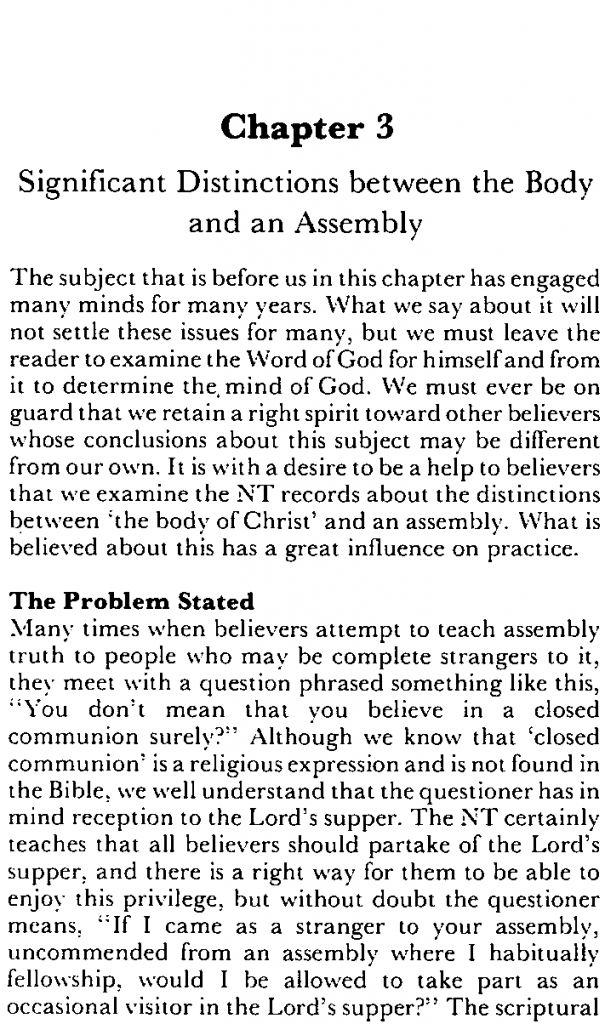 Chapter 3
Significant Distinctions between the Body
and an Assembly
The subject that is before us in this chapter has engaged
many minds for many years. What we say about it will
not settle these issues for many, but we must leave the
reader to examine the Word of God for himself and from
it to determine the mind of God. We must ever be on
guard that we retain a right spirit toward other believers
whose conclusions about this subject may be different
from our own. It is with a desire to be a help to believers
that we examine the NT records about the distinctions
between ‘the body of Christ’ and an assembly. What is
believed about this has a great influence on practice.
The Problem Stated
Many times when believers attempt to teach assembly
truth to people who may be complete strangers to it,
they meet with a question phrased something like this,
“You don’t mean that you believe in a closed
communion surely?” Although we know that ‘closed
communion’ is a religious expression and is not found in
the Bible, we well understand that the questioner has in
mind reception to the Lord’s supper. The NT certainly
teaches that all believers should partake of the Lord’s
supper, and there is a right way for them to be able to
enjoy this privilege, but without doubt the questioner
means, “If I came as a stranger to your assembly,
uncommended from an assembly where I habitually
fellowship, would I be allowed to take part as an
occasional visitor in the Lord’s supper?” The scriptural